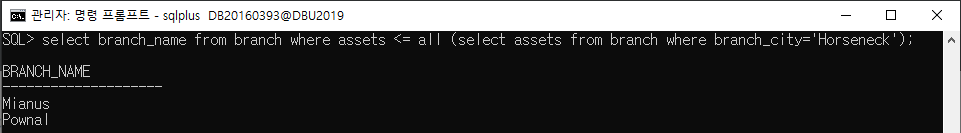 관리자: 명령 프롬프트 - sqlplus  DB20160393@DBU2019
SQL> select branch_name from branch where assets <= all (select assets from branch where branch_city='Horseneck');
BRANCH_NAME
--------------------
Mianus
Pownal